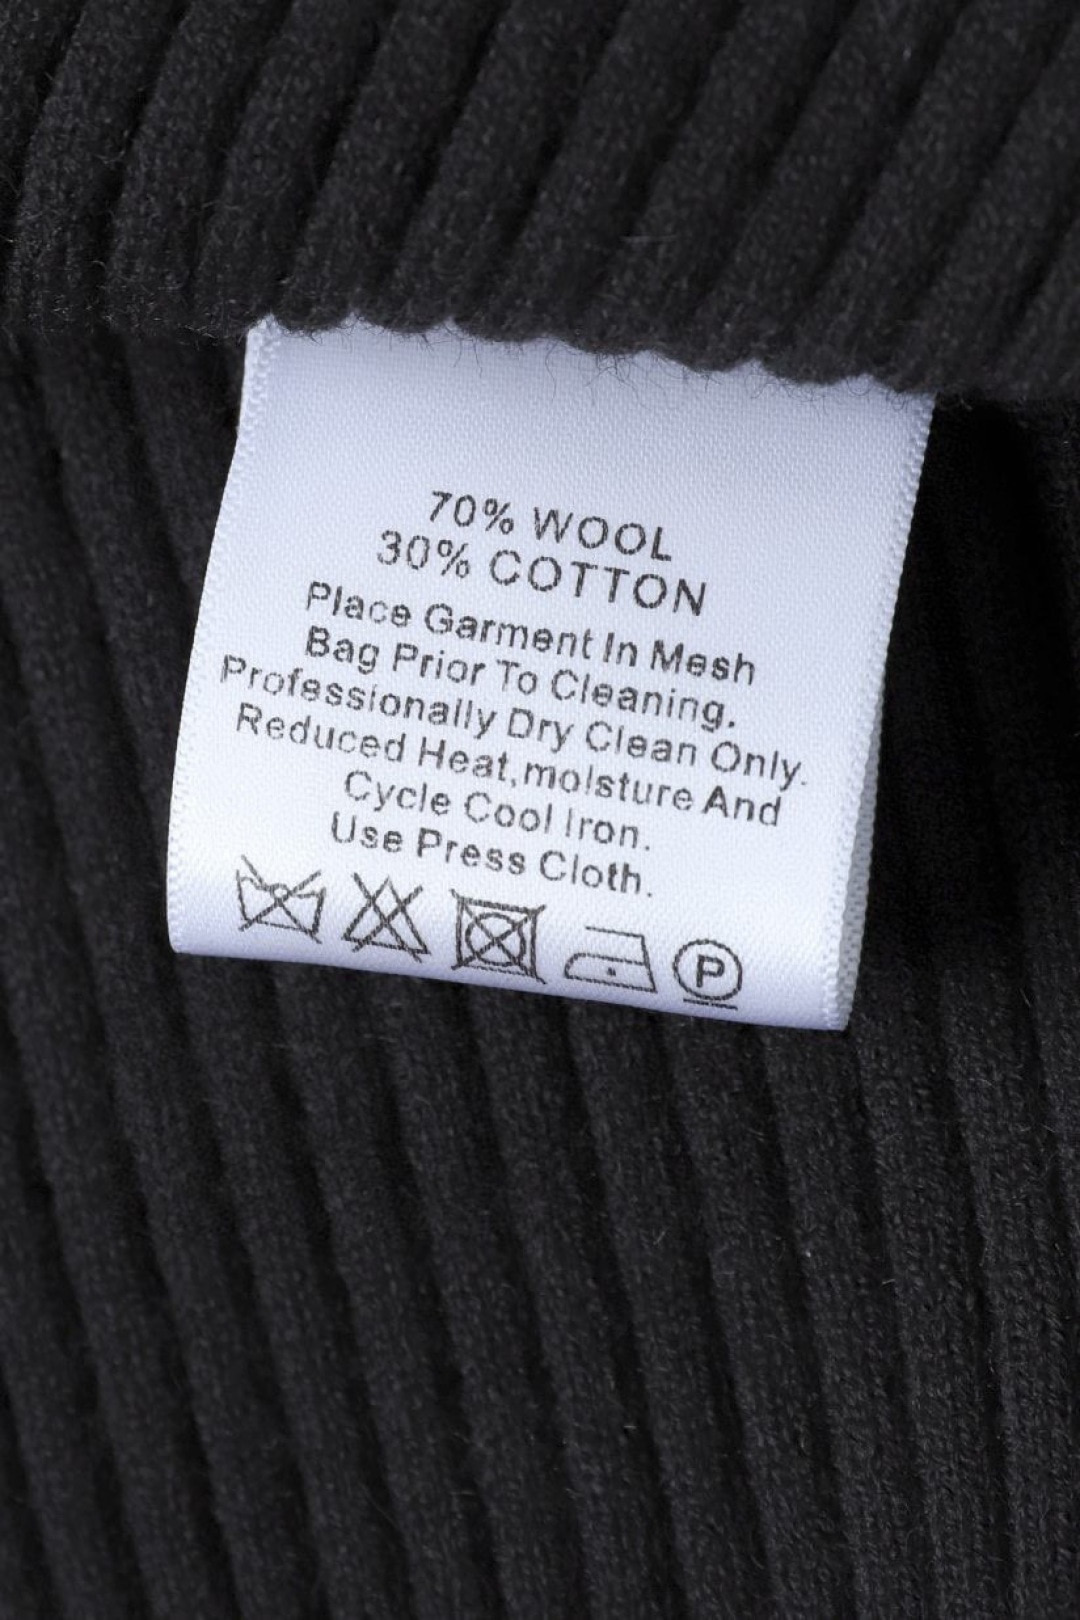 70% WOOL
30% COTTON
Place Garment In Mesh
Bag Prior To Cleaning.
Professionally Dry Clean Only.
Reduced Heat,moisture And
Cycle Cool Iron.
Use Press Cloth.
P